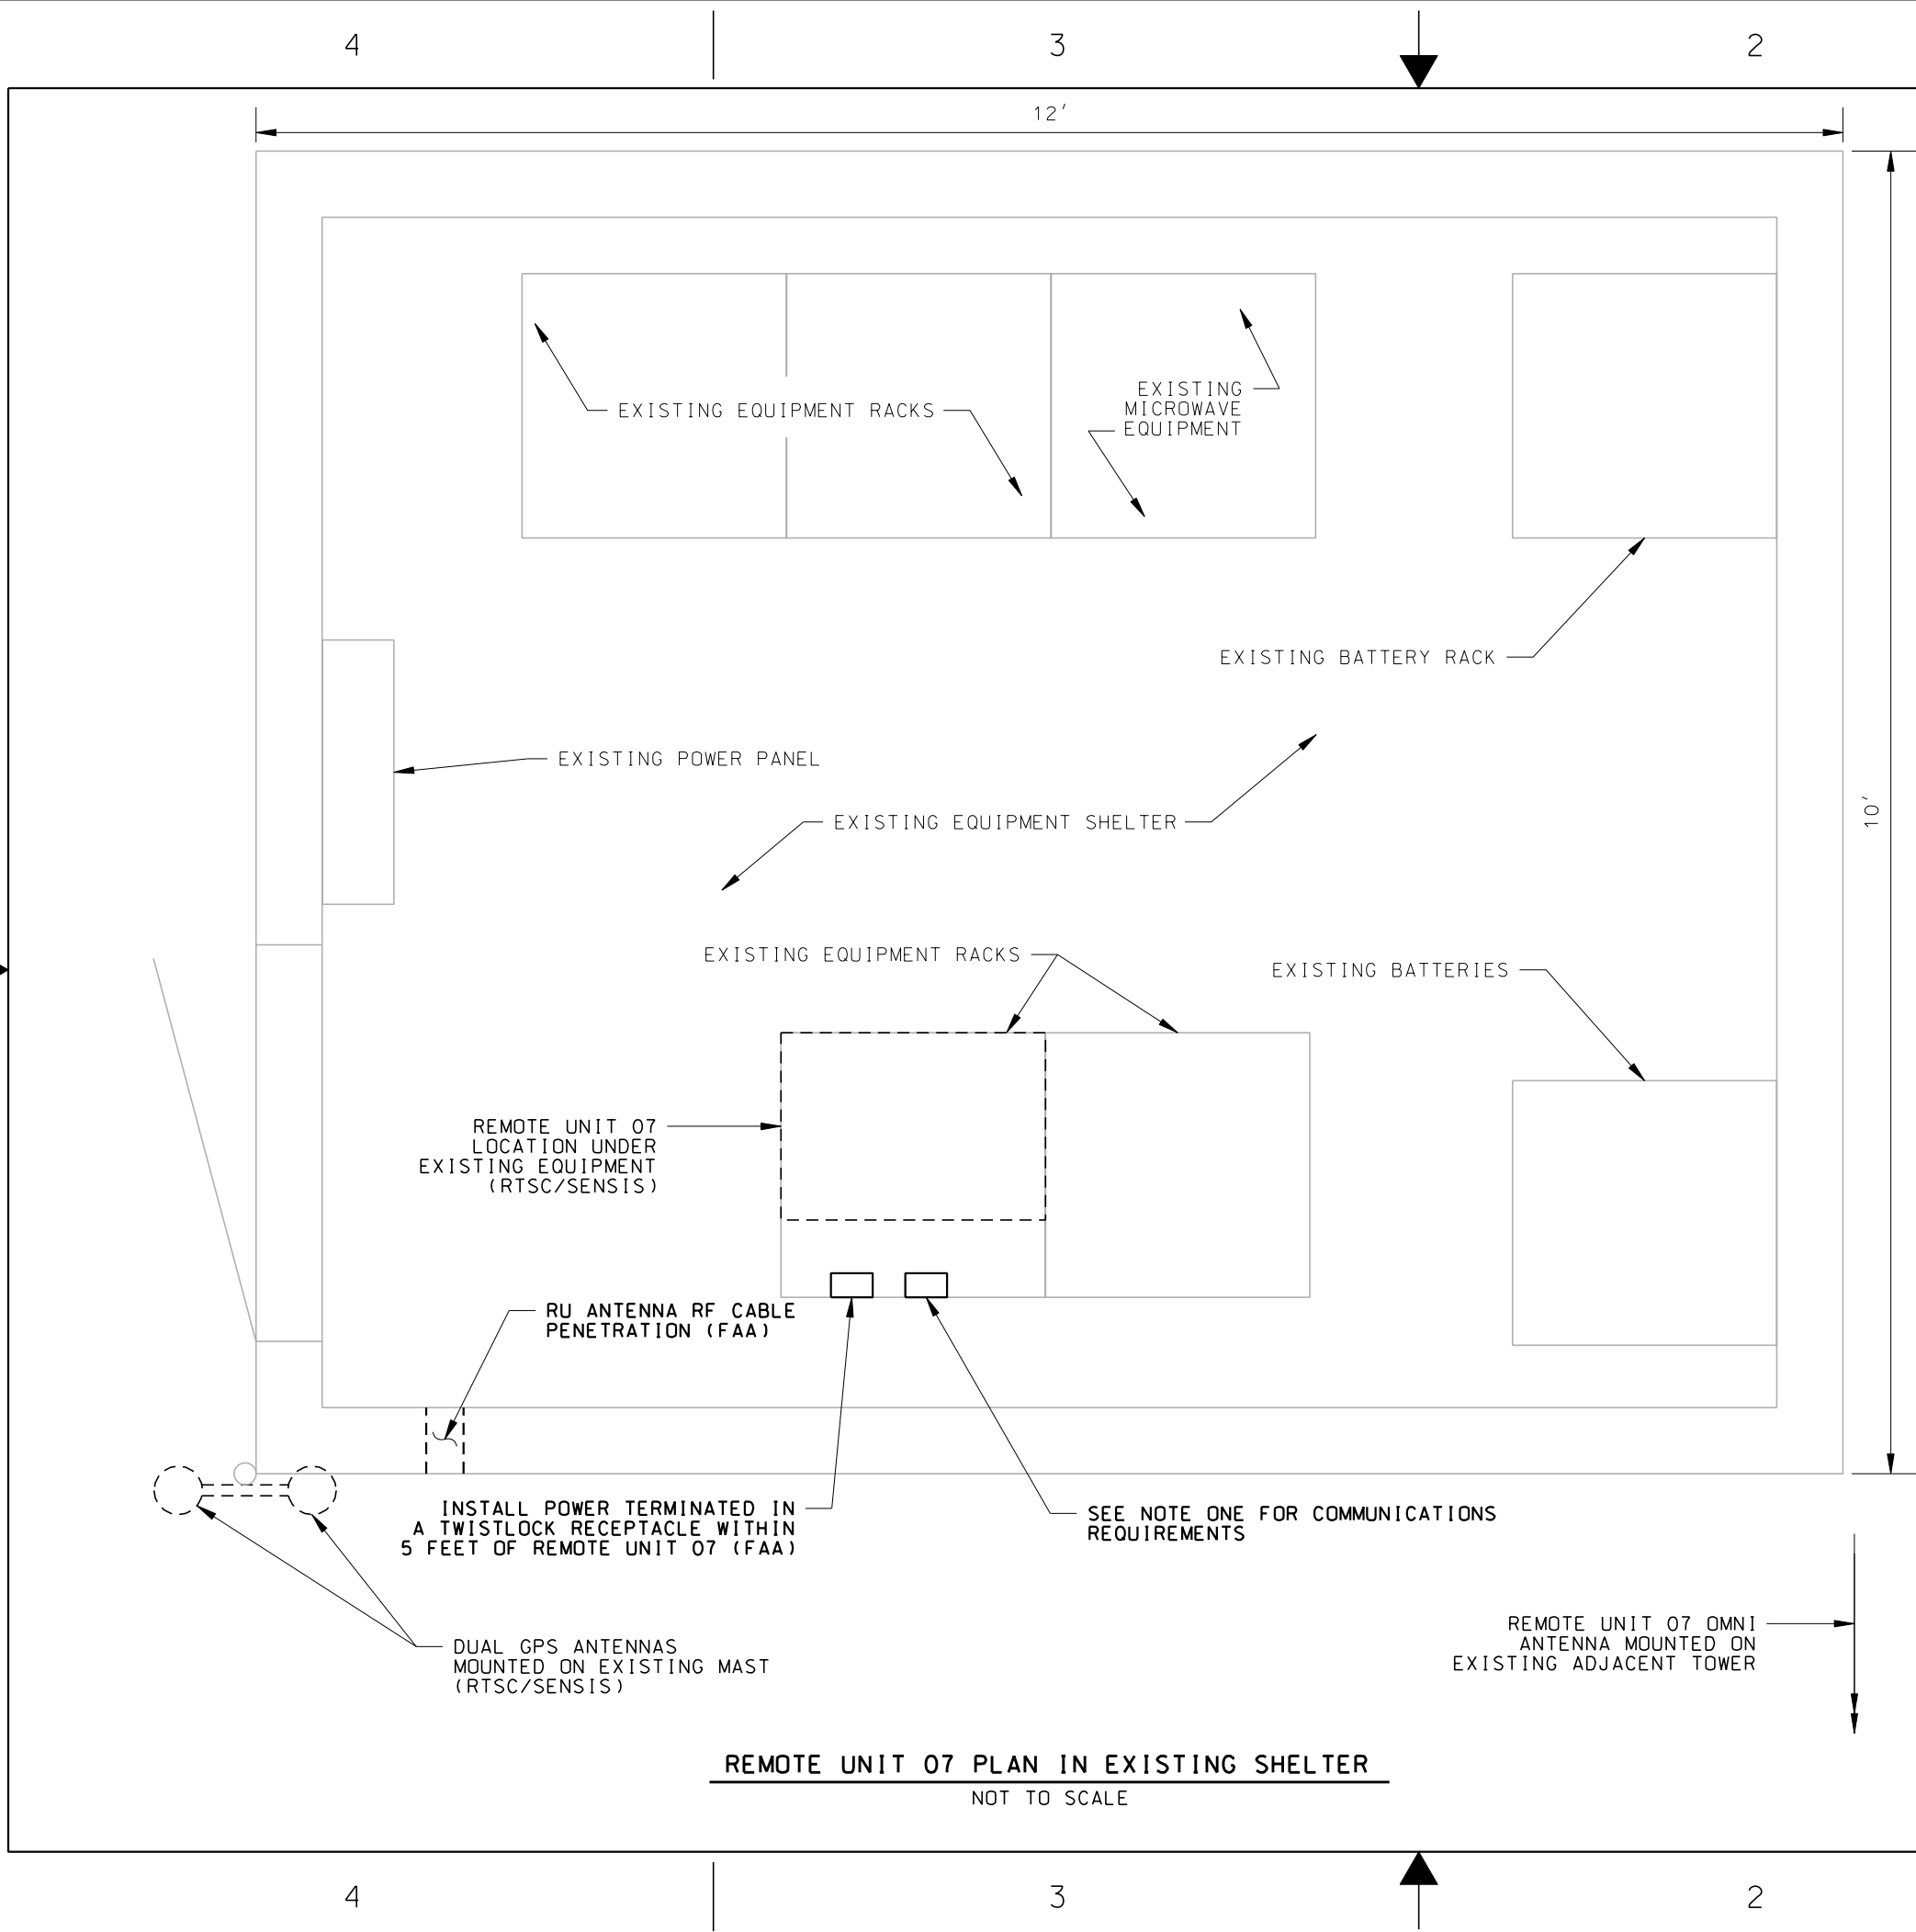 4 3 2
12'
EXISTING EQUIPMENT RACKS
EXISTING
MICROWAVE
EQUIPMENT
EXISTING BATTERY RACK
EXISTING POWER PANEL
EXISTING EQUIPMENT SHELTER
10'
EXISTING EQUIPMENT RACKS
EXISTING BATTERIES
REMOTE UNIT 07
LOCATION UNDER
EXISTING EQUIPMENT
(RTSC/SENSIS)
RU ANTENNA RF CABLE
PENETRATION (FAA)
INSTALL POWER TERMINATED IN
A TWISTLOCK RECEPTACLE WITHIN
5 FEET OF REMOTE UNIT 07 (FAA)
SEE NOTE ONE FOR COMMUNICATIONS
REQUIREMENTS
DUAL GPS ANTENNAS
MOUNTED ON EXISTING MAST
(RTSC/SENSIS)
REMOTE UNIT 07 OMNI
ANTENNA MOUNTED ON
EXISTING ADJACENT TOWER
REMOTE UNIT 07 PLAN IN EXISTING SHELTER
NOT TO SCALE
4 3 2